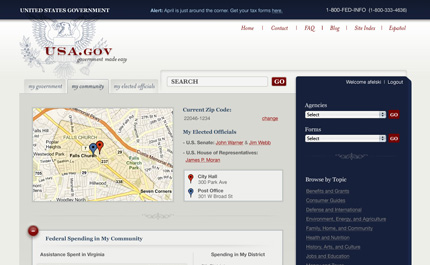 UNITED STATES GOVERNMENT
Alert: April is just around the corner. Get your tax forms here.
1-800-FED-INFO (1-800-333-4636)
Home | Contact | FAQ | Blog | Site Index | Español
USA.GOV
government made easy
my government
my community
my elected officials
SEARCH
GO
Welcome afelski | Logout
Current Zip Code:
22046-1234
change
My Elected Officials
- U.S. Senate: John Warner & Jim Webb
- U.S. House of Representatives:
James P. Moran
City Hall
300 Park Ave
Post Office
301 W Broad St
FALLS CHURCH
Falls Church
Falls
Church
Park
Seven Corners
Agencies
Select
GO
Forms
Select
GO
Browse by Topic
Benefits and Grants
Consumer Guides
Defense and International
Environment, Energy, and Agriculture
Family, Home, and Community
Health and Nutrition
History, Arts, and Culture
Jobs and Education
Federal Spending in My Community
Assistance Spent in Virginia
Spending in My District